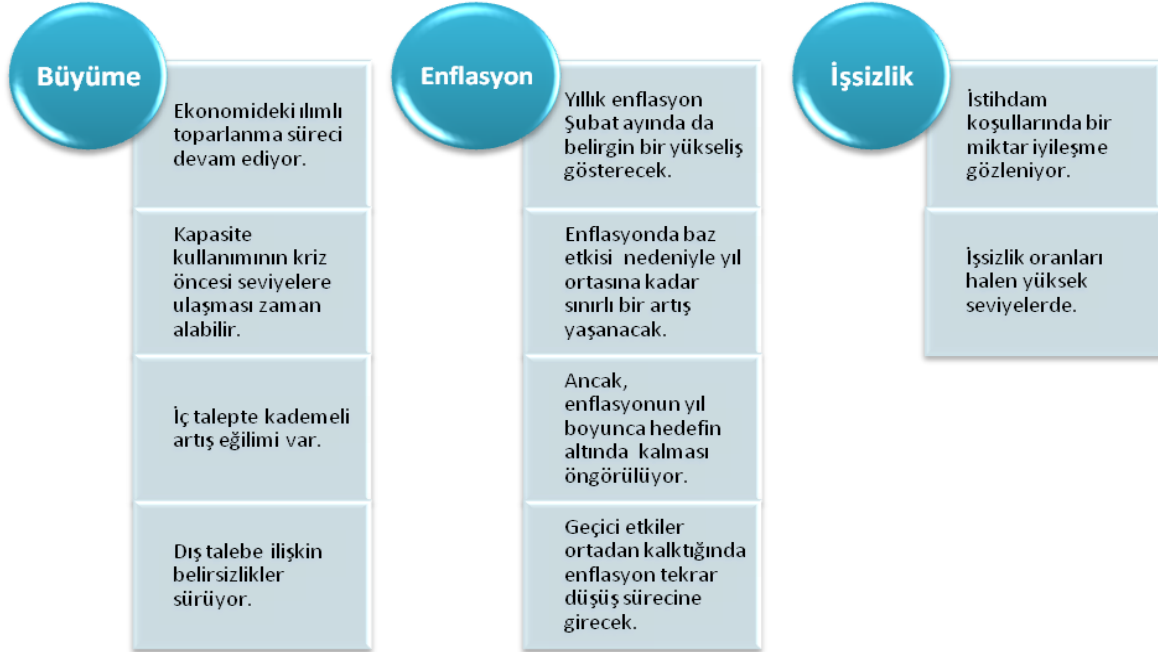 Büyüme
Ekonomideki ılımlı
toparlanma süreci
devam ediyor.
Kapasite
kullanımının kriz
öncesi seviyelere
ulaşması zaman
alabilir.
İç talepte kademeli
artış eğilimi var.
Dış talebe ilişkin
belirsizlikler
sürüyor.
Enflasyon
Yıllık enflasyon
Şubat ayında da
belirgin bir yükseliş
gösterecek.
Enflasyonda baz
etkisi nedeniyle yıl
ortasına kadar
sınırlı bir artış
yaşanacak.
Ancak,
enflasyonun yıl
boyunca hedefin
altında kalması
öngörülüyor.
Geçici etkiler
ortadan kalktığında
enflasyon tekrar
düşüş sürecine
girecek.
İşsizlik
İstihdam
koşullarında bir
miktar iyileşme
gözleniyor.
İşsizlik oranları
halen yüksek
seviyelerde.